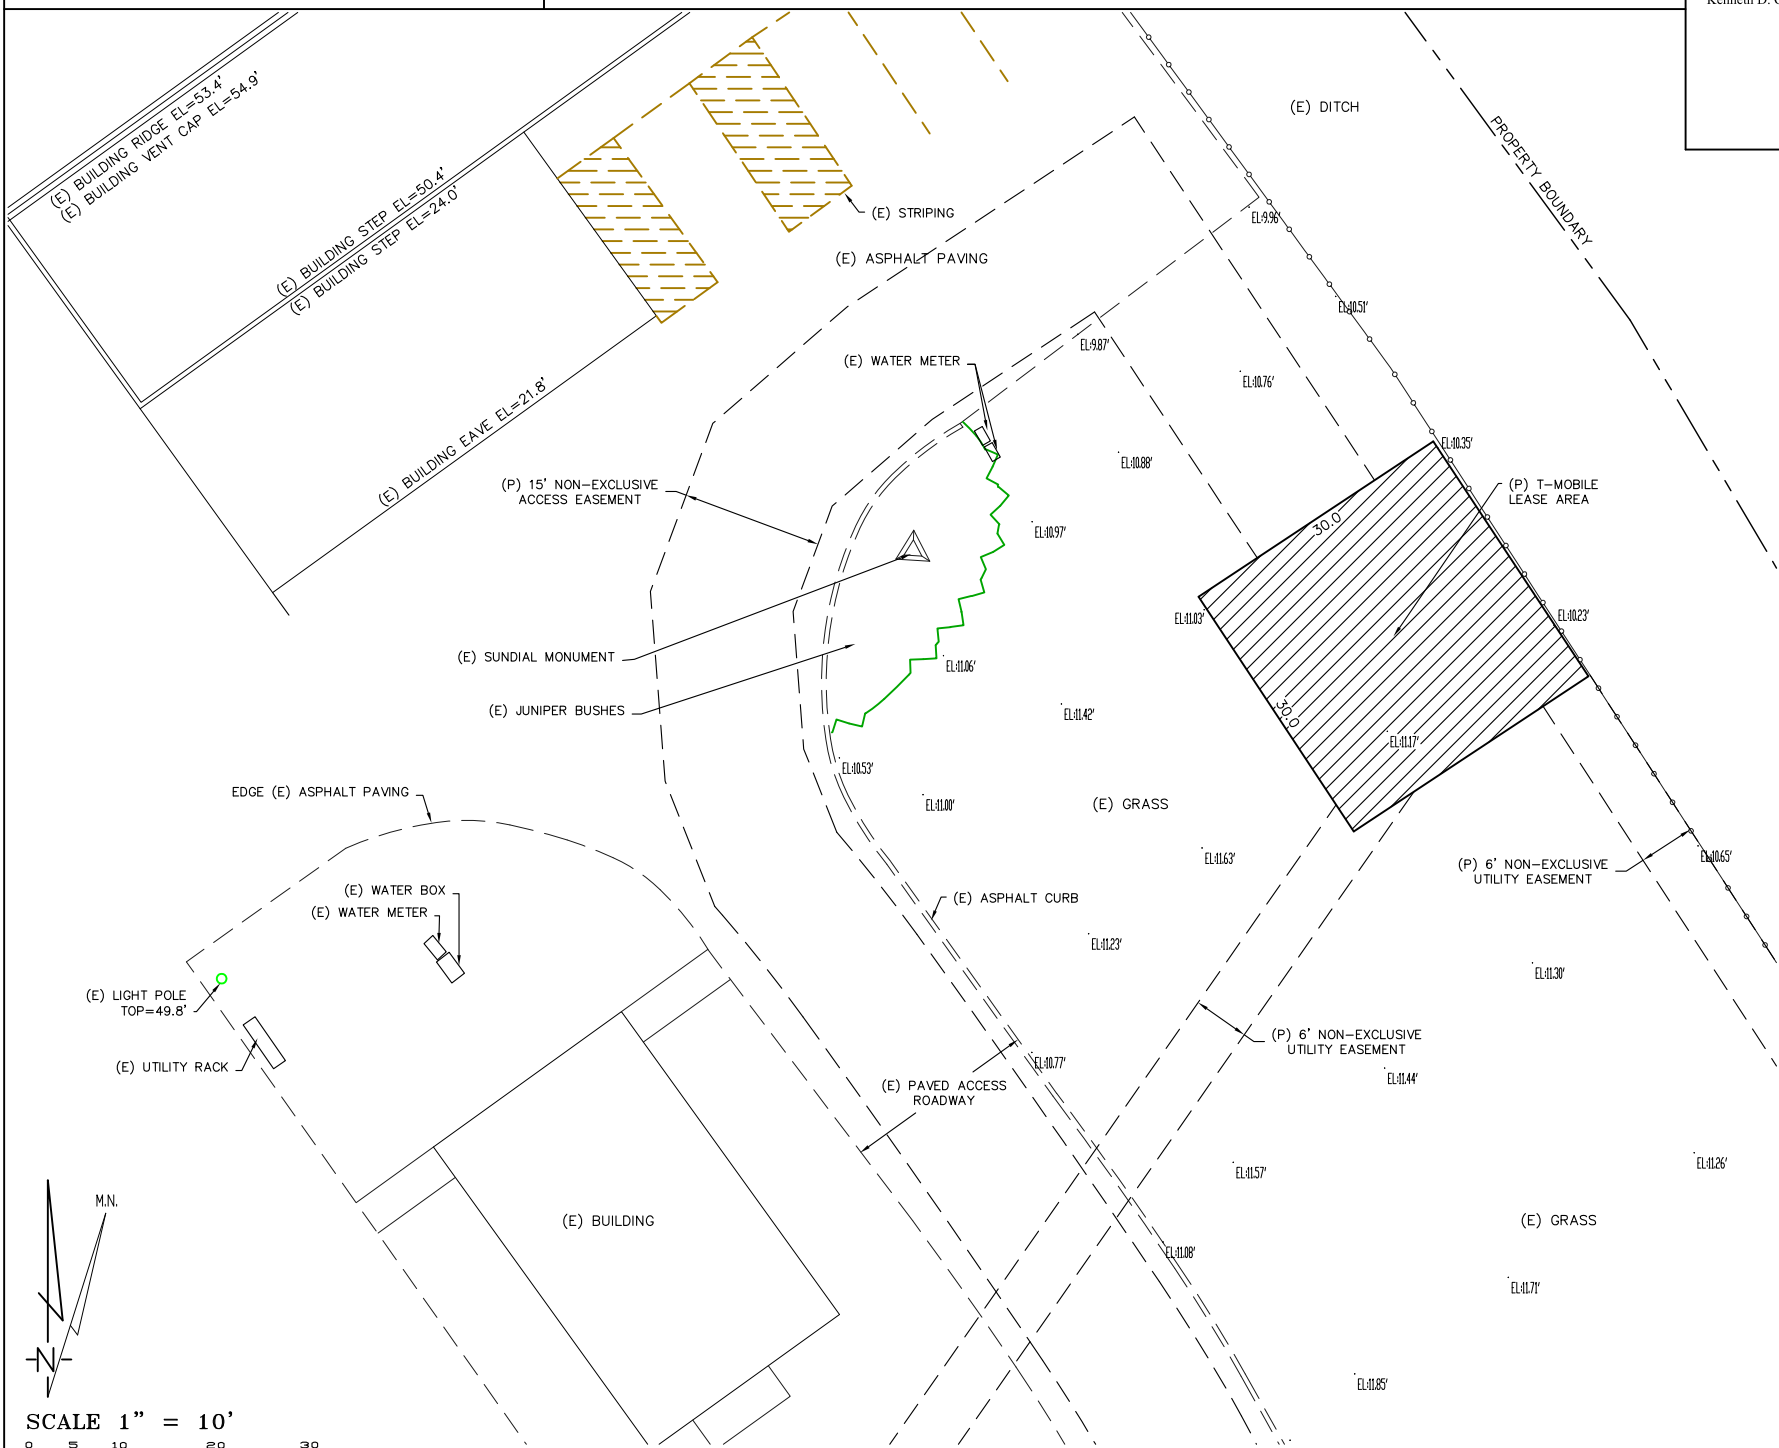 (E) BUILDING RIDGE EL=53.4'
(E) BUILDING VENT CAP EL=54.9'
(E) BUILDING STEP EL=50.4'
(E) BUILDING STEP EL=24.0'
(E) BUILDING EAVE EL=21.8'
(E) STRIPING
(E) ASPHALT PAVING
(E) DITCH
PROPERTY BOUNDARY
EL:9.96'
EL:10.51'
EL:9.87'
(E) WATER METER
EL:10.76'
EL:10.35'
EL:10.88'
(P) 15' NON-EXCLUSIVE
ACCESS EASEMENT
(P) T-MOBILE
LEASE AREA
30.0
EL:10.97'
EL:11.03'
EL:10.23'
(E) SUNDIAL MONUMENT
EL:11.06'
(E) JUNIPER BUSHES
EL:11.42'
30.0
EL:11.17'
EL:10.53'
EDGE (E) ASPHALT PAVING
EL:11.00'
(E) GRASS
EL:11.63'
EL:10.65'
(P) 6' NON-EXCLUSIVE
UTILITY EASEMENT
(E) WATER BOX
(E) WATER METER
(E) ASPHALT CURB
EL:11.23'
EL:11.30'
(E) LIGHT POLE
TOP=49.8'
(P) 6' NON-EXCLUSIVE
UTILITY EASEMENT
(E) UTILITY RACK
EL:10.77'
EL:11.44'
(E) PAVED ACCESS
ROADWAY
EL:11.57'
EL:11.26'
M.N.
(E) BUILDING
(E) GRASS
EL:11.08'
EL:11.71'
N
EL:11.85'
SCALE 1" = 10'
0 5 10 20 30